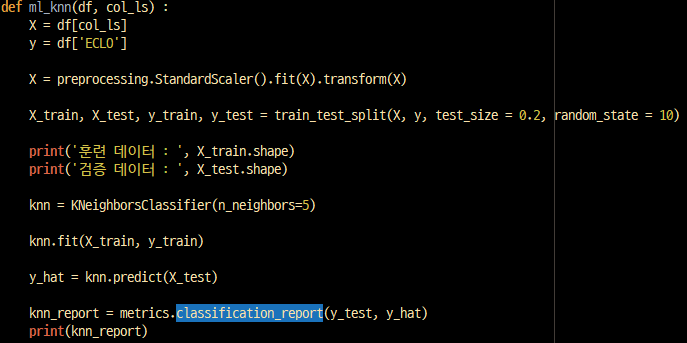 def ml_knn(df, col_ls) :
    X = df[col_ls]
    y = df['ECLO']
    X = preprocessing.StandardScaler().fit(X).transform(X)
    X_train, X_test, y_train, y_test = train_test_split(X, y, test_size = 0.2, random_state = 10)
    print('훈련 데이터 : ', X_train.shape)
    print('검증 데이터 : ', X_test.shape)
    knn = KNeighborsClassifier(n_neighbors=5)
    knn.fit(X_train, y_train)
    y_hat = knn.predict(X_test)
    knn_report = metrics.classification_report(y_test, y_hat)
    print(knn_report)